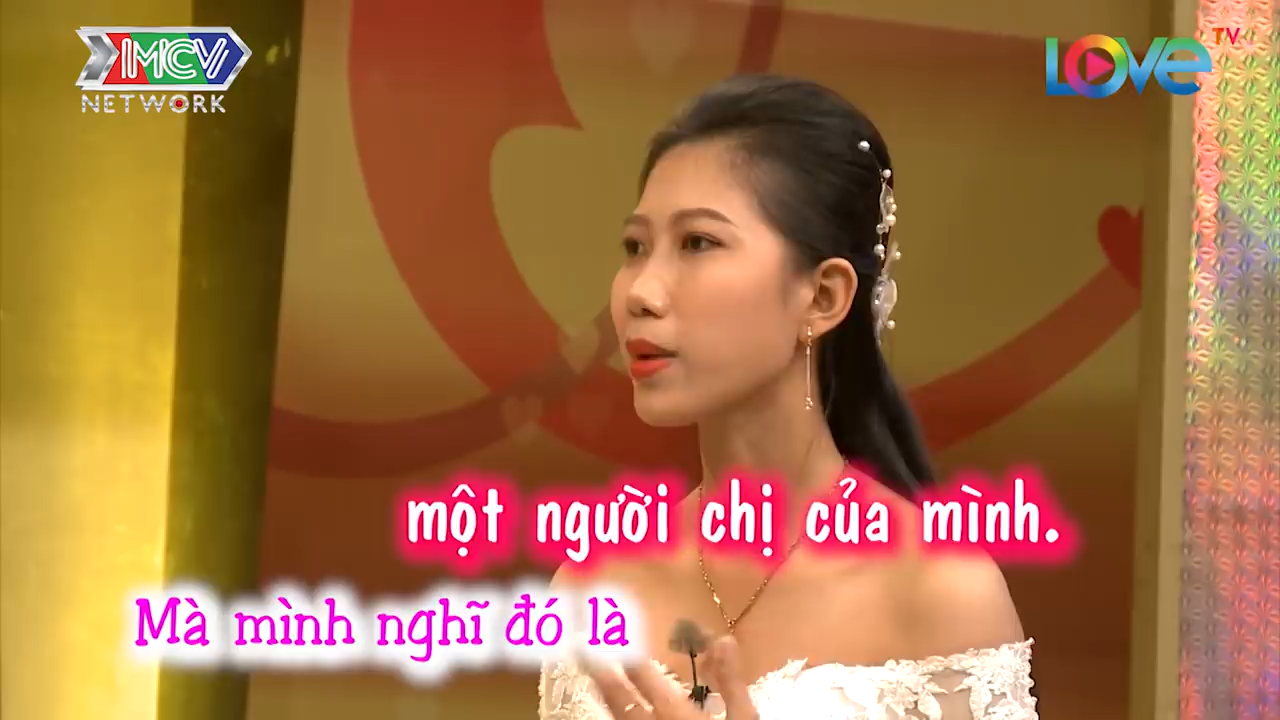 MCV
NETWORK
LOVE TV
một người chị của mình.
Mà mình nghĩ đó là